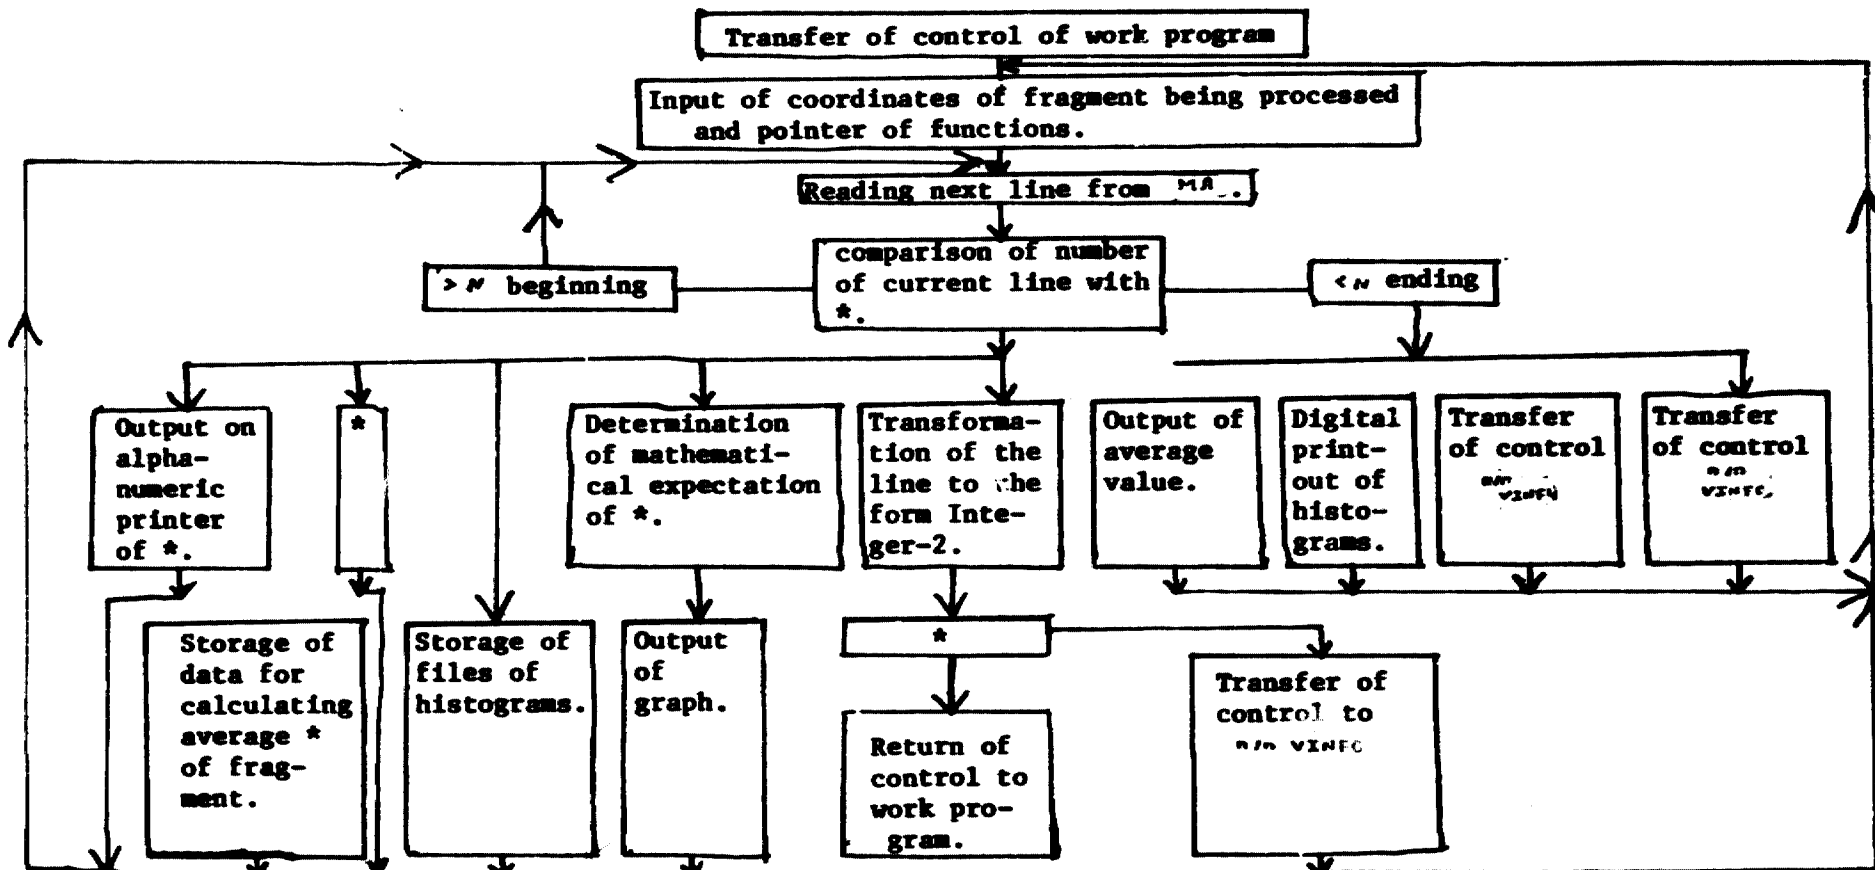 Transfer of control of work program
Input of coordinates of fragment being processed
and pointer of functions.
Reading next line from MA.
comparison of number
of current line with
*.
> N beginning
< N ending
Output on
alpha-
numeric
printer
of *.
*
Determination
of mathemati-
cal expectation
of *.
Transforma-
tion of the
line to the
form Inte-
ger-2.
Output of
average
value.
Digital
print-
out of
histo-
grams.
Transfer
of control
Transfer
of control
Storage of
data for
calculating
average *
of frag-
ment.
Storage of
files of
histograms.
Output
of
graph.
*
Return of
control to
work pro-
gram.
Transfer of
control to
VINFC